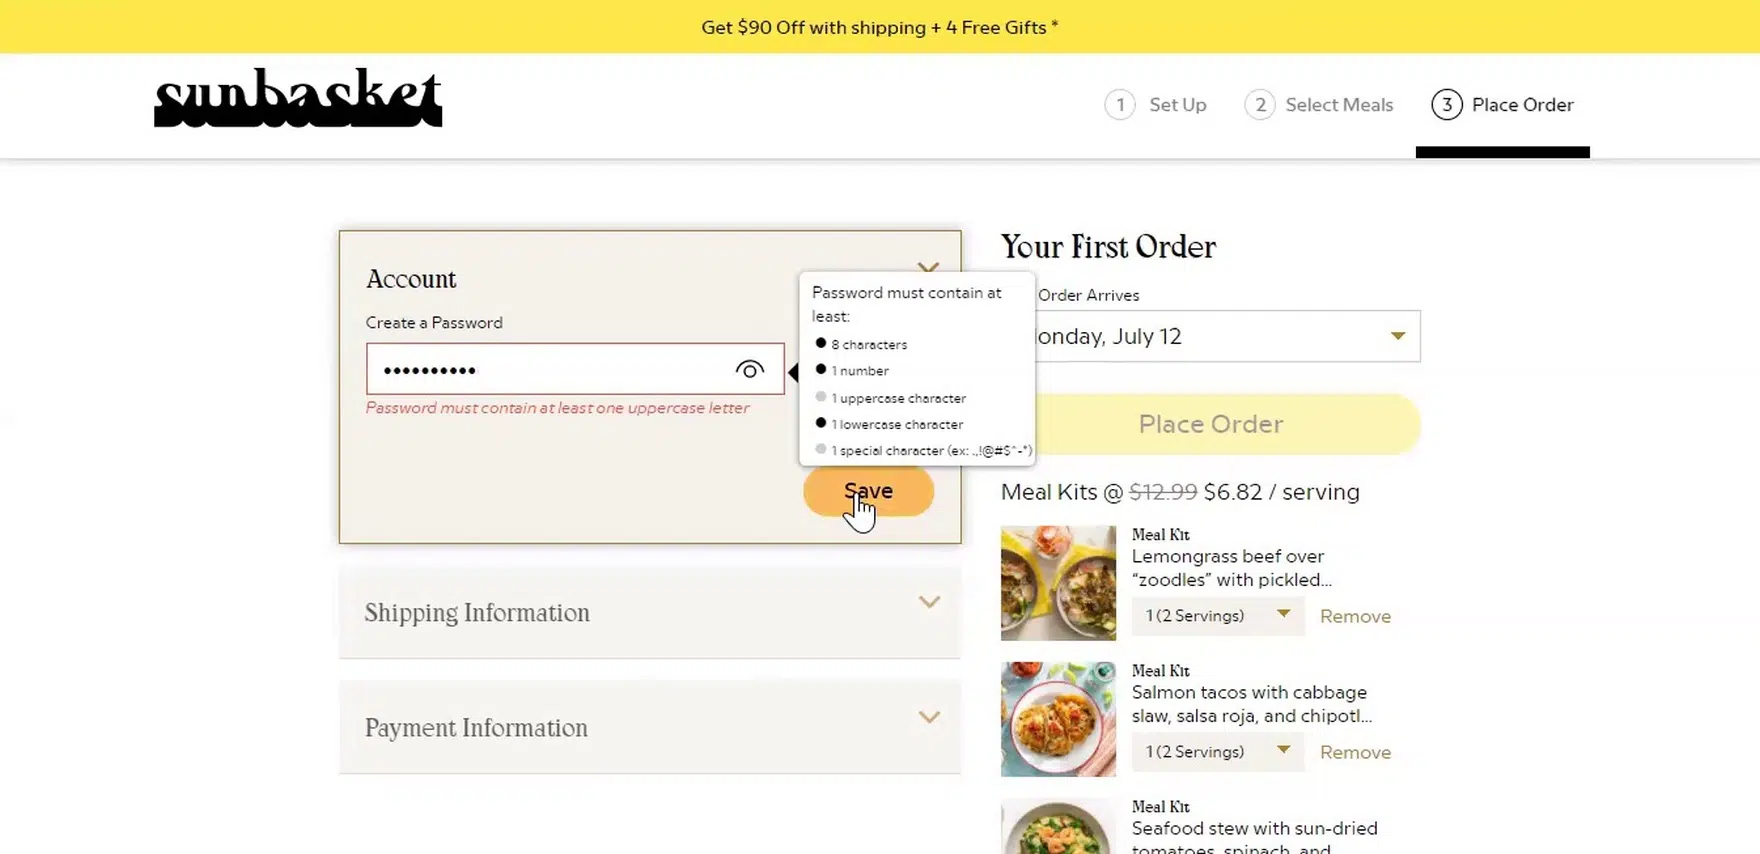 Get $90 Off with shipping + 4 Free Gifts *
sunbasket
1 Set Up
2 Select Meals
3 Place Order
Account
Create a Password
••••••••••
Password must contain at least one uppercase letter
Password must contain at
least:
8 characters
1 number
1 uppercase character
1 lowercase character
1 special character (ex: .,!@#$^-*)
Save
Shipping Information
Payment Information
Your First Order
Order Arrives
onday, July 12
Place Order
Meal Kits @ $12.99 $6.82 / serving
Meal Kit
Lemongrass beef over
“zoodles” with pickled...
1 (2 Servings)
Remove
Meal Kit
Salmon tacos with cabbage
slaw, salsa roja, and chipotl...
1 (2 Servings)
Remove
Meal Kit
Seafood stew with sun-dried
tomatoes, spinach, and